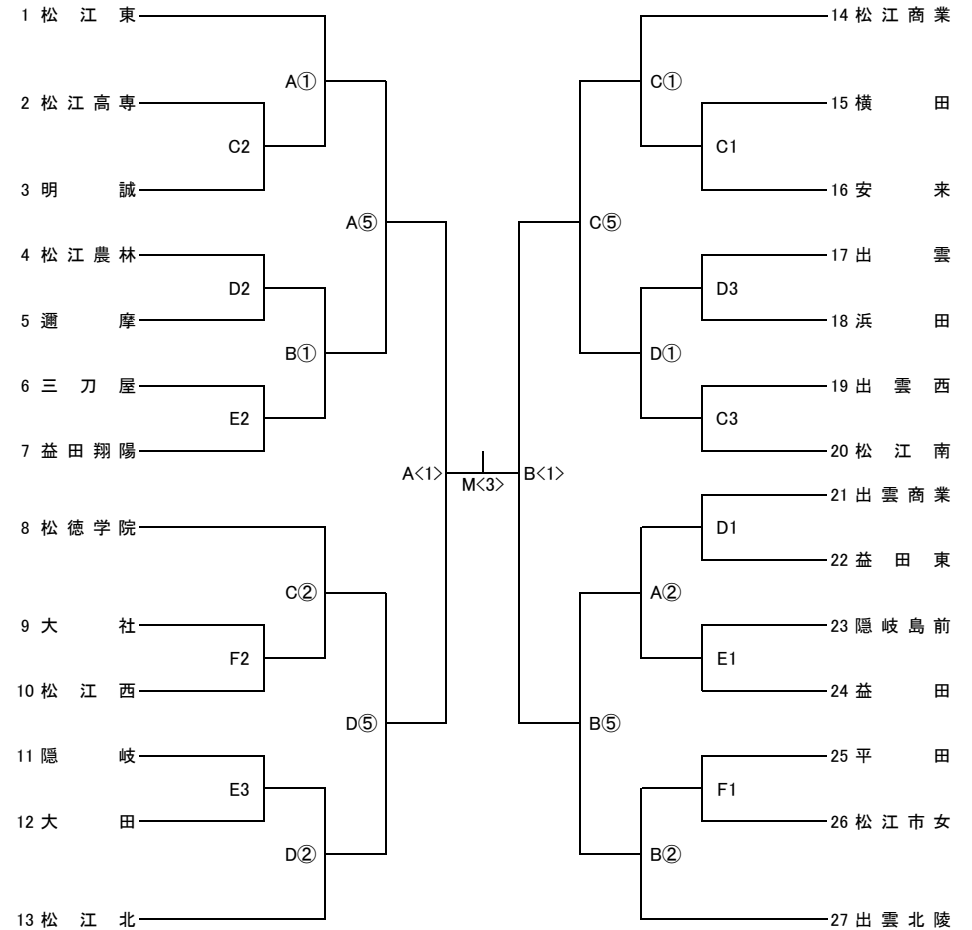 1 松江東
14 松江商業
A①
C①
2 松江高専
15 横田
C2
C1
3 明誠
16 安来
A⑤
C⑤
4 松江農林
17 出雲
D2
D3
5 邇摩
18 浜田
B①
D①
6 三刀屋
19 出雲西
E2
C3
7 益田翔陽
20 松江南
A<1>
M<3>
B<1>
21 出雲商業
8 松徳学院
D1
22 益田東
C②
A②
9 大社
23 隠岐島前
F2
E1
10 松江西
24 益田
D⑤
B⑤
11 隠岐
25 平田
E3
F1
12 大田
26 松江市女
D②
B②
13 松江北
27 出雲北陵